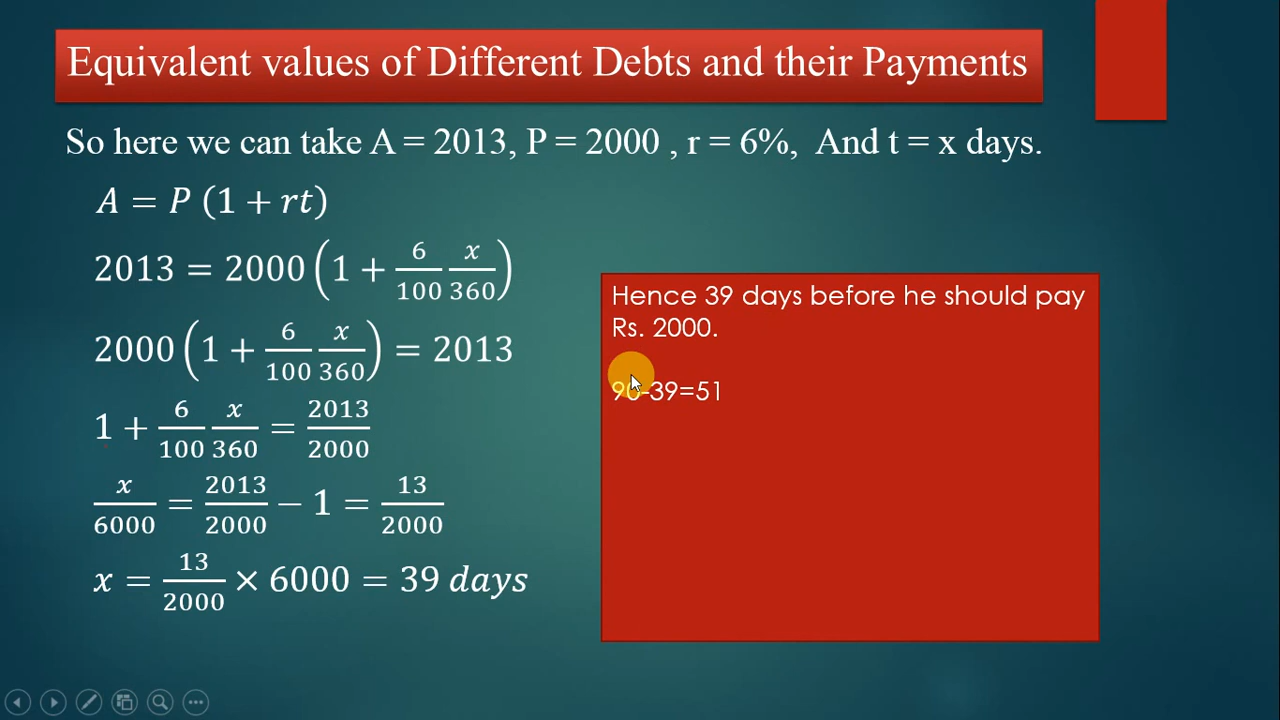 Equivalent values of Different Debts and their Payments
So here we can take A = 2013, P = 2000 , r = 6%,  And t = x days.
A = P (1 + rt)
2013 = 2000 (1 + 6/100 x/360)
2000 (1 + 6/100 x/360) = 2013
1 + 6/100 x/360 = 2013/2000
x/6000 = 2013/2000 − 1 = 13/2000
x = 13/2000 × 6000 = 39 days
Hence 39 days before he should pay
Rs. 2000.
90-39=51